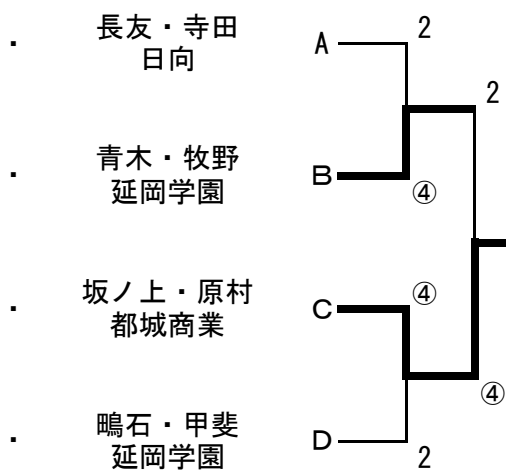 ・ 長友・寺田
日向
A
2
2
・ 青木・牧野
延岡学園
B
④
・ 坂ノ上・原村
都城商業
C
④
④
・ 鴫石・甲斐
延岡学園
D
2